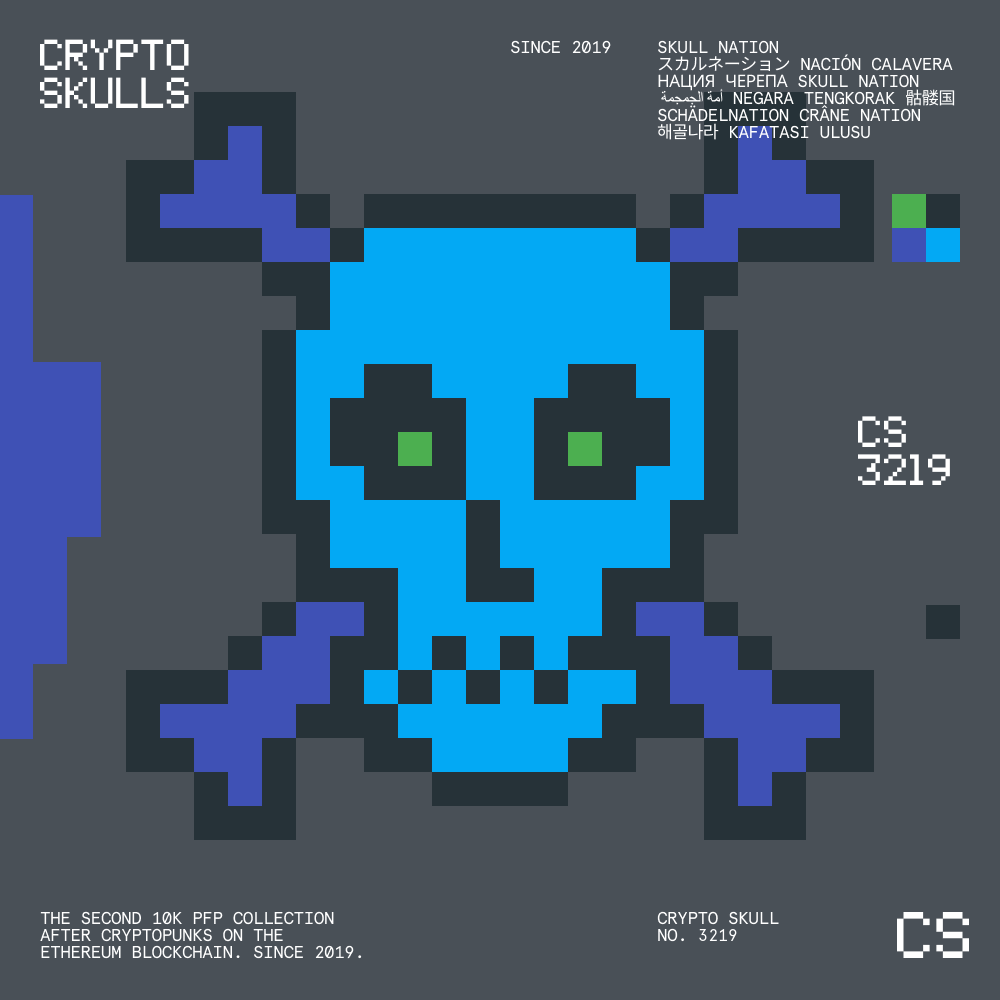 CRYPTO
SKULLS
SINCE 2019
SKULL NATION
スカルネーション NACIÓN CALAVERA
НАЦИЯ ЧЕРЕПА SKULL NATION
أمة الجمجمة NEGARA TENGKORAK 骷髅国
SCHÄDELNATION CRÂNE NATION
해골나라 KAFATASI ULUSU
CS
3219
THE SECOND 10K PFP COLLECTION
AFTER CRYPTOPUNKS ON THE
ETHEREUM BLOCKCHAIN. SINCE 2019.
CRYPTO SKULL
NO. 3219
CS